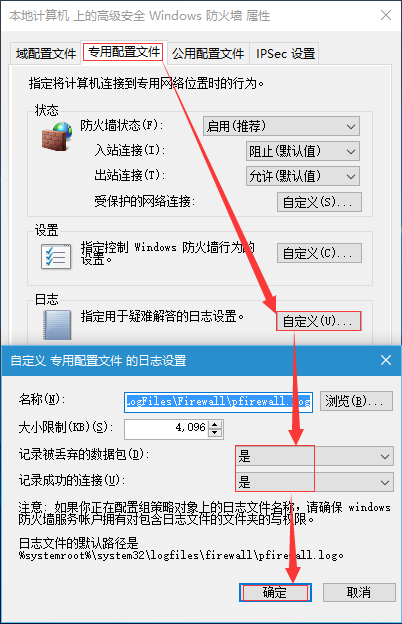 本地计算机 上的高级安全 Windows 防火墙 属性
域配置文件 专用配置文件 公用配置文件 IPSec 设置
指定将计算机连接到专用网络位置时的行为。
状态
防火墙状态(F): 启用(推荐)
入站连接(I): 阻止(默认值)
出站连接(T): 允许(默认值)
受保护的网络连接: 自定义(S)...
设置
指定控制 Windows 防火墙行为的
设置。
自定义(C)...
日志
指定用于疑难解答的日志设置。 自定义(U)...
自定义 专用配置文件 的日志设置
名称(N): LogFiles\Firewall\pfirewall.log 浏览(B)...
大小限制(KB)(S): 4,096
记录被丢弃的数据包(D): 是
记录成功的连接(U): 是
注意: 如果你正在配置组策略对象上的日志文件名称，请确保 windows
防火墙服务帐户拥有对包含日志文件的文件夹的写权限。
日志文件的默认路径是
%systemroot%\system32\logfiles\firewall\pfirewall.log。
确定 取消